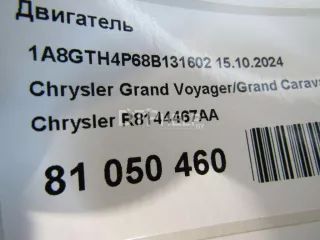 Двигатель
1A8GTH4P68B131602 15.10.2024
Chrysler Grand Voyager/Grand Carava
Chrysler R8144467AA
81 050 460